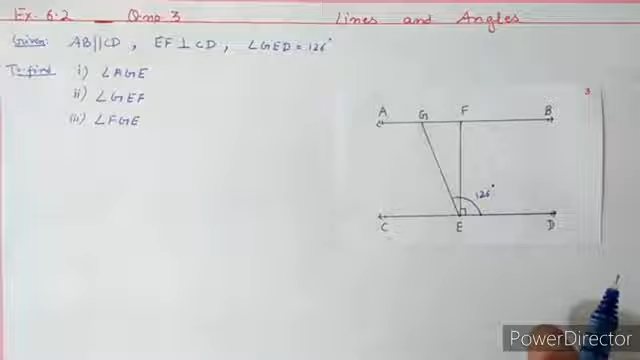 Ex. 6.2 _ Q.no 3 Lines and Angles
Given: AB||CD , EF ⊥ CD , ∠GED = 126°
To find i) ∠AGE
ii) ∠GEF
iii) ∠FGE
3
A G F B
126°
C E D
PowerDirector